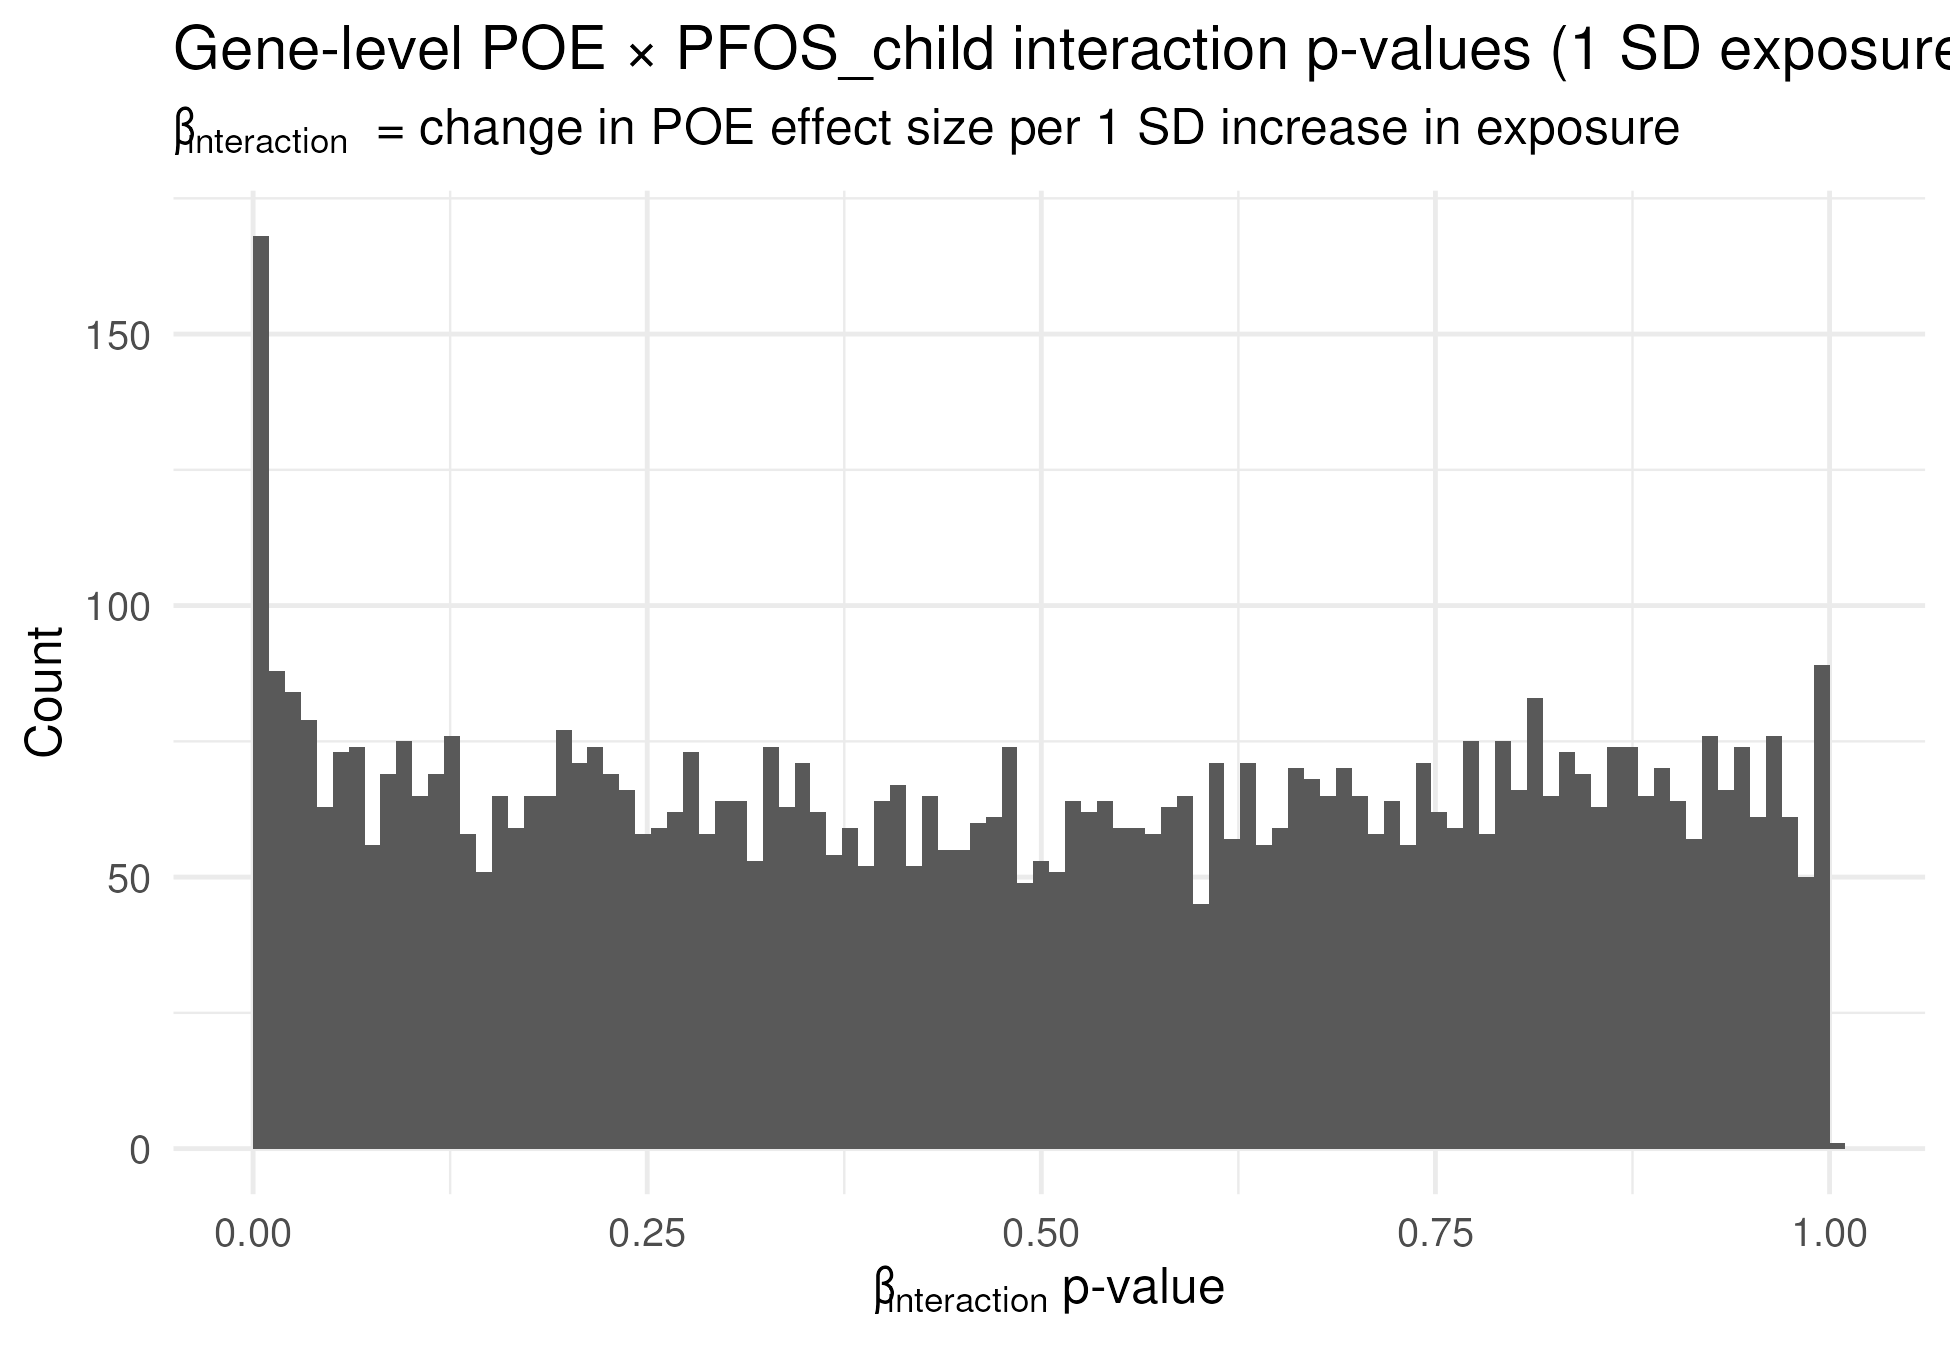 Gene-level POE × PFOS_child interaction p-values (1 SD exposure
βinteraction = change in POE effect size per 1 SD increase in exposure
150
100
50
0
Count
0.00 0.25 0.50 0.75 1.00
βinteraction p-value